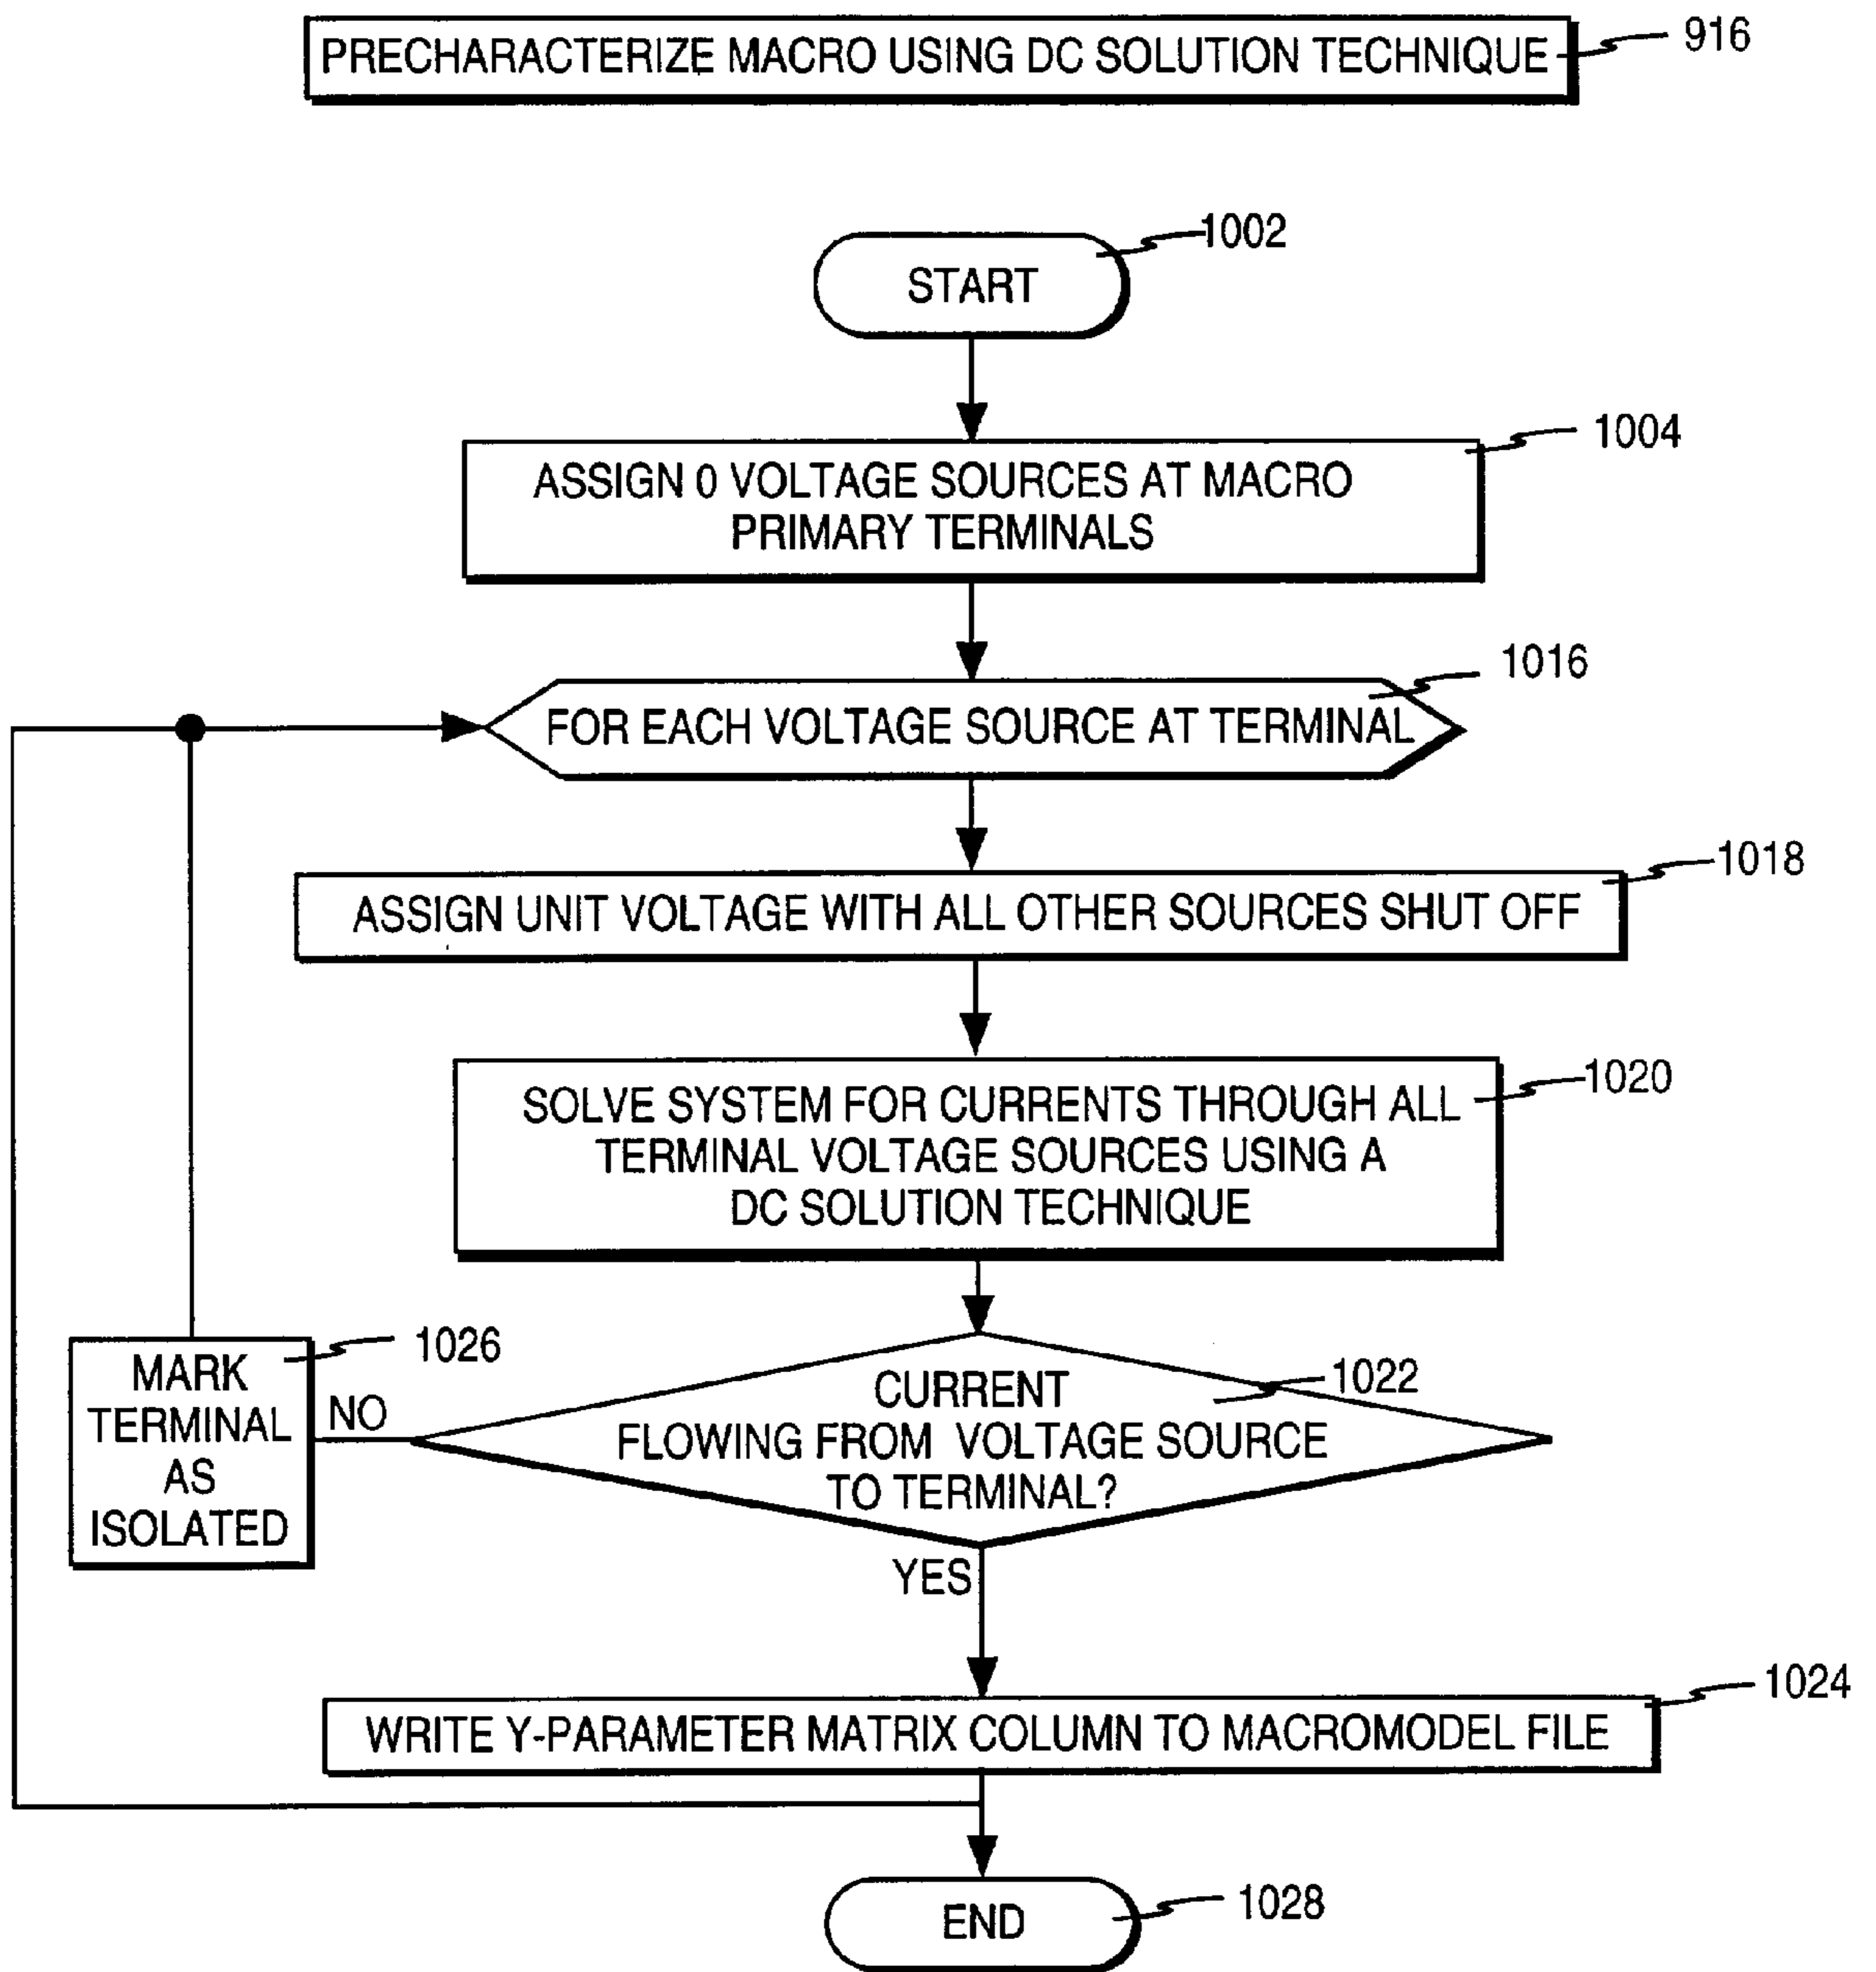 PRECHARACTERIZE MACRO USING DC SOLUTION TECHNIQUE
916
1002
START
1004
ASSIGN 0 VOLTAGE SOURCES AT MACRO
PRIMARY TERMINALS
1016
FOR EACH VOLTAGE SOURCE AT TERMINAL
1018
ASSIGN UNIT VOLTAGE WITH ALL OTHER SOURCES SHUT OFF
1020
SOLVE SYSTEM FOR CURRENTS THROUGH ALL
TERMINAL VOLTAGE SOURCES USING A
DC SOLUTION TECHNIQUE
1026
MARK
TERMINAL
AS
ISOLATED
NO
1022
CURRENT
FLOWING FROM VOLTAGE SOURCE
TO TERMINAL?
YES
1024
WRITE Y-PARAMETER MATRIX COLUMN TO MACROMODEL FILE
END
1028